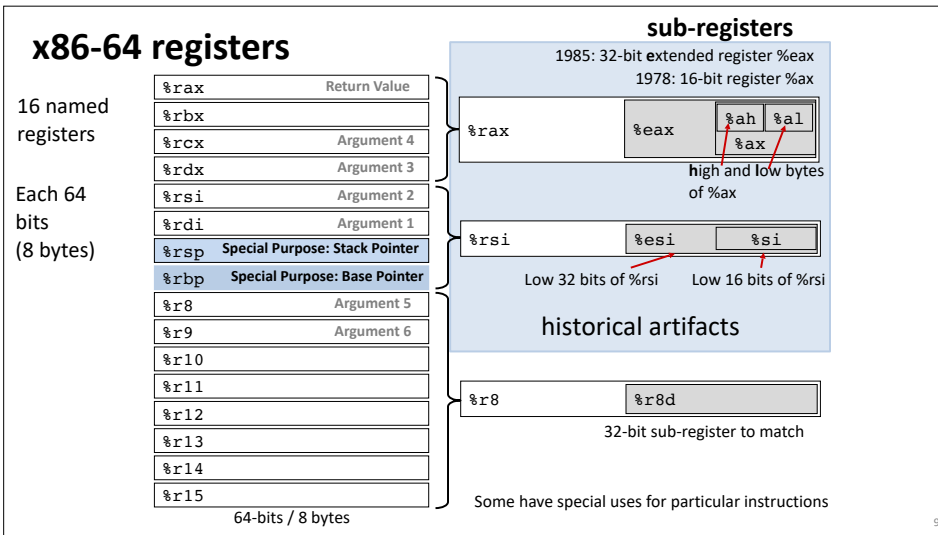 x86-64 registers
16 named
registers
Each 64
bits
(8 bytes)
%rax Return Value
%rbx
%rcx Argument 4
%rdx Argument 3
%rsi Argument 2
%rdi Argument 1
%rsp Special Purpose: Stack Pointer
%rbp Special Purpose: Base Pointer
%r8 Argument 5
%r9 Argument 6
%r10
%r11
%r12
%r13
%r14
%r15
64-bits / 8 bytes
sub-registers
1985: 32-bit extended register %eax
1978: 16-bit register %ax
%rax %eax %ah %al
%ax
high and low bytes
of %ax
%rsi %esi %si
Low 32 bits of %rsi Low 16 bits of %rsi
historical artifacts
%r8 %r8d
32-bit sub-register to match
Some have special uses for particular instructions
9